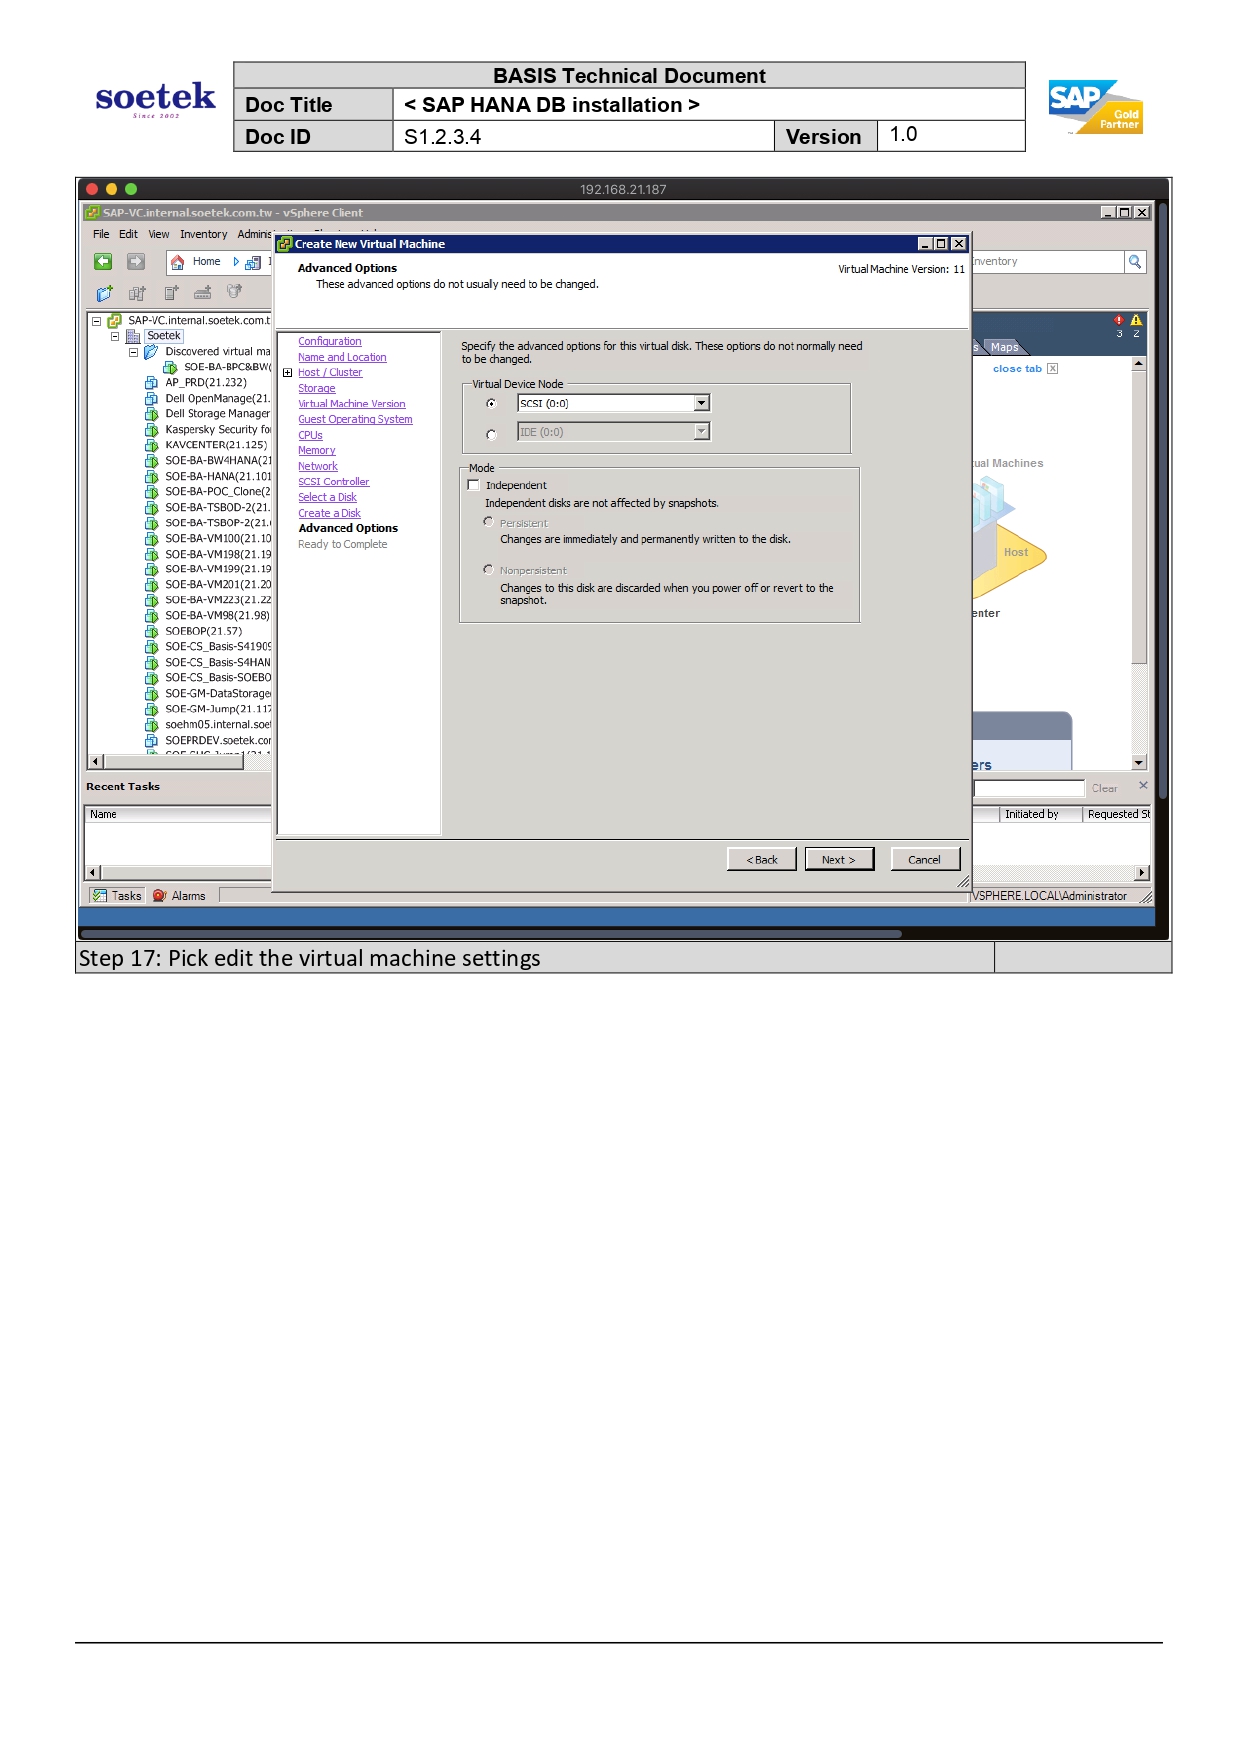 soetek
Since 2002
BASIS Technical Document
Doc Title
< SAP HANA DB installation >
Doc ID
S1.2.3.4
Version
1.0
SAP
Gold
Partner
192.168.21.187
SAP-VC.internal.soetek.com.tw - vSphere Client
File Edit View Inventory
Home
Create New Virtual Machine
Advanced Options
These advanced options do not usually need to be changed.
Virtual Machine Version: 11
SAP-VC.internal.soetek.com.t
Soetek
Discovered virtual ma
SOE-BA-BPC&BW(
AP_PRD(21.232)
Dell OpenManage(21.
Dell Storage Manager
Kaspersky Security fo
KAVCENTER(21.125)
SOE-BA-BW4HANA(21
SOE-BA-HANA(21.101
SOE-BA-POC_Clone(2
SOE-BA-TSBOD-2(21.
SOE-BA-TSBOP-2(21.
SOE-BA-VM100(21.10
SOE-BA-VM198(21.19
SOE-BA-VM199(21.19
SOE-BA-VM201(21.20
SOE-BA-VM223(21.22
SOE-BA-VM98(21.98)
SOEBOP(21.57)
SOE-CS_Basis-S41909
SOE-CS_Basis-S4HAN
SOE-CS_Basis-SOEBO
SOE-GM-DataStorage
SOE-GM-Jump(21.117
soehm05.internal.soe
SOEPRDEV.soetek.co
Configuration
Name and Location
Host / Cluster
Storage
Virtual Machine Version
Guest Operating System
CPUs
Memory
Network
SCSI Controller
Select a Disk
Create a Disk
Advanced Options
Ready to Complete
Specify the advanced options for this virtual disk. These options do not normally need
to be changed.
Virtual Device Node
SCSI (0:0)
IDE (0:0)
Mode
Independent
Independent disks are not affected by snapshots.
Persistent
Changes are immediately and permanently written to the disk.
Nonpersistent
Changes to this disk are discarded when you power off or revert to the
snapshot.
nventory
3 2
s Maps
close tab
ual Machines
Host
enter
ers
Recent Tasks
Clear
Name
Initiated by
Requested St
< Back
Next >
Cancel
Tasks
Alarms
VSPHERE.LOCAL\Administrator
Step 17: Pick edit the virtual machine settings